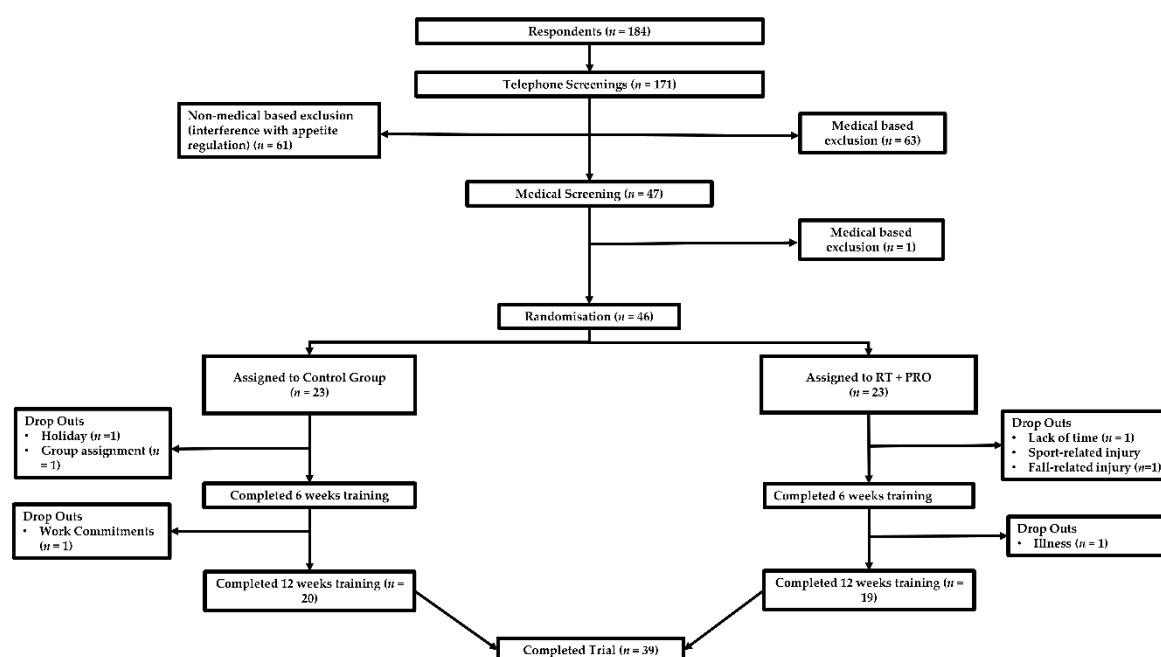 Respondents (n = 184)
Telephone Screenings (n = 171)
Non-medical based exclusion
(interference with appetite
regulation) (n = 61)
Medical based
exclusion (n = 63)
Medical Screening (n = 47)
Medical based
exclusion (n = 1)
Randomisation (n = 46)
Assigned to Control Group
(n = 23)
Assigned to RT + PRO
(n = 23)
Drop Outs
• Holiday (n =1)
• Group assignment (n
= 1)
Drop Outs
• Lack of time (n = 1)
• Sport-related injury
• Fall-related injury (n=1)
Completed 6 weeks training
Completed 6 weeks training
Drop Outs
• Work Commitments
(n = 1)
Drop Outs
• Illness (n = 1)
Completed 12 weeks training (n =
20)
Completed 12 weeks training (n =
19)
Completed Trial (n = 39)